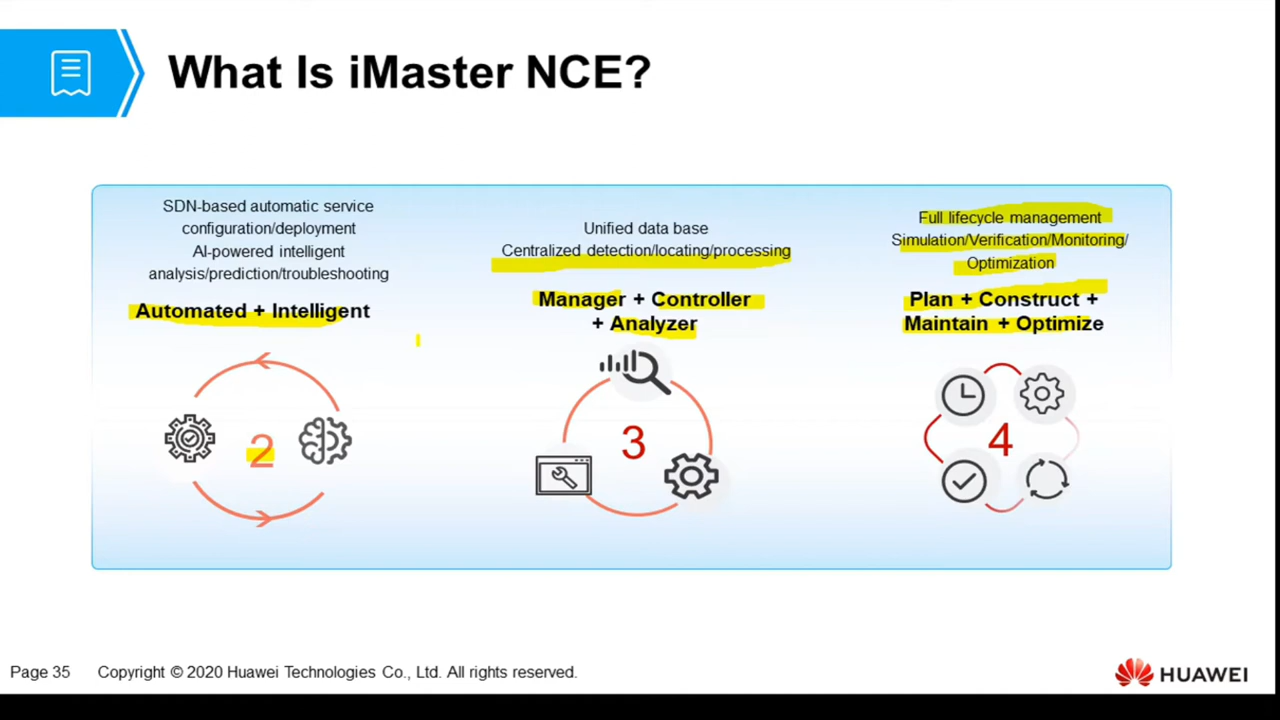 What Is iMaster NCE?
SDN-based automatic service
configuration/deployment
AI-powered intelligent
analysis/prediction/troubleshooting
Automated + Intelligent
2
Unified data base
Centralized detection/locating/processing
Manager + Controller
+ Analyzer
3
Full lifecycle management
Simulation/Verification/Monitoring/
Optimization
Plan + Construct +
Maintain + Optimize
4
Page 35
Copyright © 2020 Huawei Technologies Co., Ltd. All rights reserved.
HUAWEI